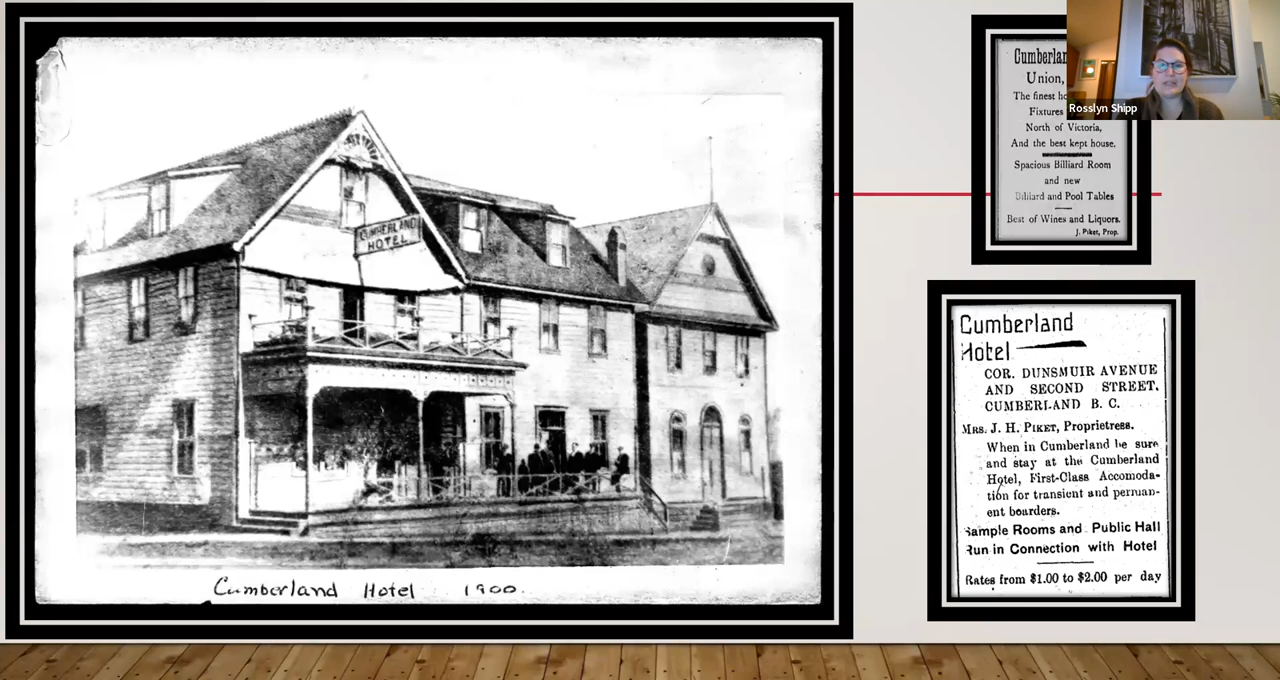 CUMBERLAND
HOTEL
Cumberland Hotel 1900.
Union,
The finest
Fixtures
North of Victoria,
And the best kept house.
Spacious Billiard Room
and new
Billiard and Pool Tables
Best of Wines and Liquors.
J. Piket, Prop.
Rosslyn Shipp
Cumberland
Hotel
COR. DUNSMUIR AVENUE
AND SECOND STREET,
CUMBERLAND B. C.
MRS. J. H. PIKET, Proprietress.
When in Cumberland be sure
and stay at the Cumberland
Hotel, First-Class Accomoda-
tion for transient and perman-
ent boarders.
Sample Rooms and Public Hall
Run in Connection with Hotel
Rates from $1.00 to $2.00 per day